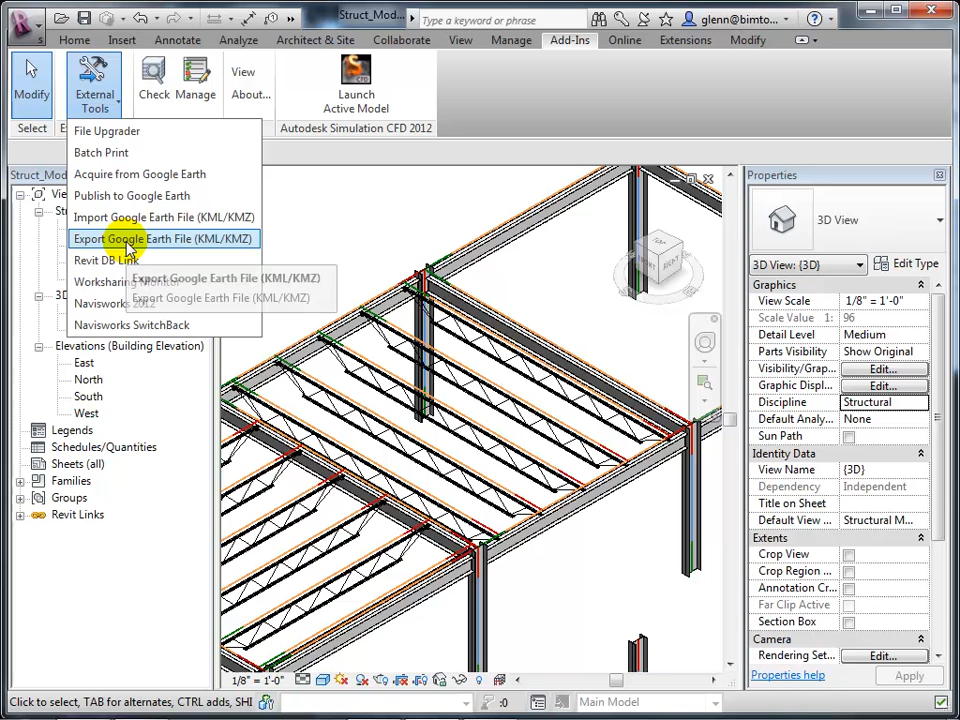 Struct_Mod...
Type a keyword or phrase
glenn@bimto...
Home Insert Annotate Analyze Architect & Site Collaborate View Manage Add-Ins Online Extensions Modify
Modify
External
Tools
Check
Manage
View
About...
Launch
Active Model
Select
Autodesk Simulation CFD 2012
File Upgrader
Batch Print
Acquire from Google Earth
Publish to Google Earth
Import Google Earth File (KML/KMZ)
Export Google Earth File (KML/KMZ)
Revit DB Link
Export Google Earth File (KML/KMZ)
Export Google Earth File (KML/KMZ)
Navisworks SwitchBack
Struct_Mod
Elevations (Building Elevation)
East
North
South
West
Legends
Schedules/Quantities
Sheets (all)
Families
Groups
Revit Links
TOP
FRONT
RIGHT
Properties
3D View
3D View: {3D}
Edit Type
Graphics
View Scale 1/8" = 1'-0"
Scale Value 1: 96
Detail Level Medium
Parts Visibility Show Original
Visibility/Grap... Edit...
Graphic Displ... Edit...
Discipline Structural
Default Analy... None
Sun Path
Identity Data
View Name {3D}
Dependency Independent
Title on Sheet
Default View ... Structural M...
Extents
Crop View
Crop Region ...
Annotation Cr...
Far Clip Active
Section Box
Camera
Rendering Set... Edit...
Properties help
Apply
1/8" = 1'-0"
Click to select, TAB for alternates, CTRL adds, SHI
:0
Main Model